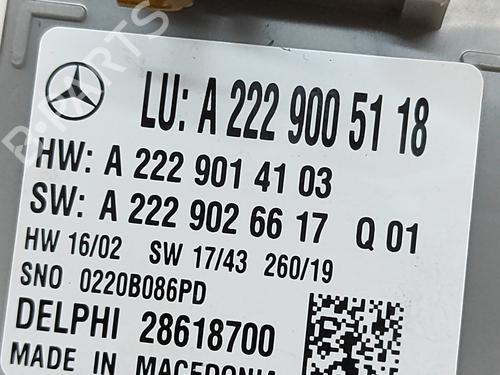 LU: A 222 900 51 18
HW: A 222 901 41 03
SW: A 222 902 66 17 Q 01
HW 16/02 SW 17/43 260/19
SNO 0220B086PD
DELPHI 28618700
MADE IN MACEDONIA
B-PARTS